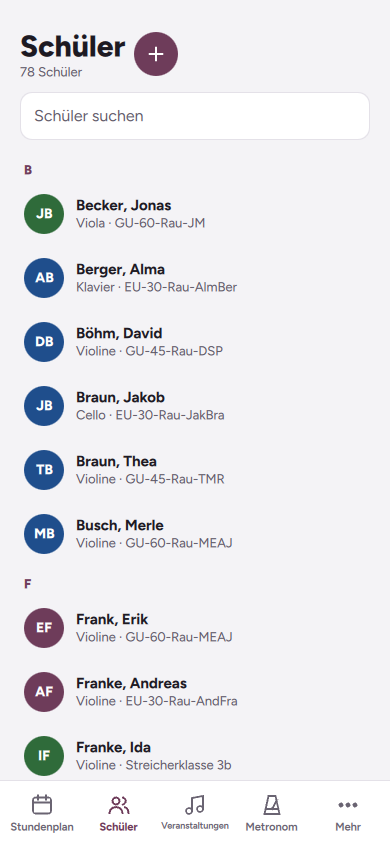 Schüler
78 Schüler
Schüler suchen
B
JB
Becker, Jonas
Viola · GU-60-Rau-JM
AB
Berger, Alma
Klavier · EU-30-Rau-AlmBer
DB
Böhm, David
Violine · GU-45-Rau-DSP
JB
Braun, Jakob
Cello · EU-30-Rau-JakBra
TB
Braun, Thea
Violine · GU-45-Rau-TMR
MB
Busch, Merle
Violine · GU-60-Rau-MEAJ
F
EF
Frank, Erik
Violine · GU-60-Rau-MEAJ
AF
Franke, Andreas
Violine · EU-30-Rau-AndFra
IF
Franke, Ida
Violine · Streicherklasse 3b
Stundenplan Schüler Veranstaltungen Metronom Mehr